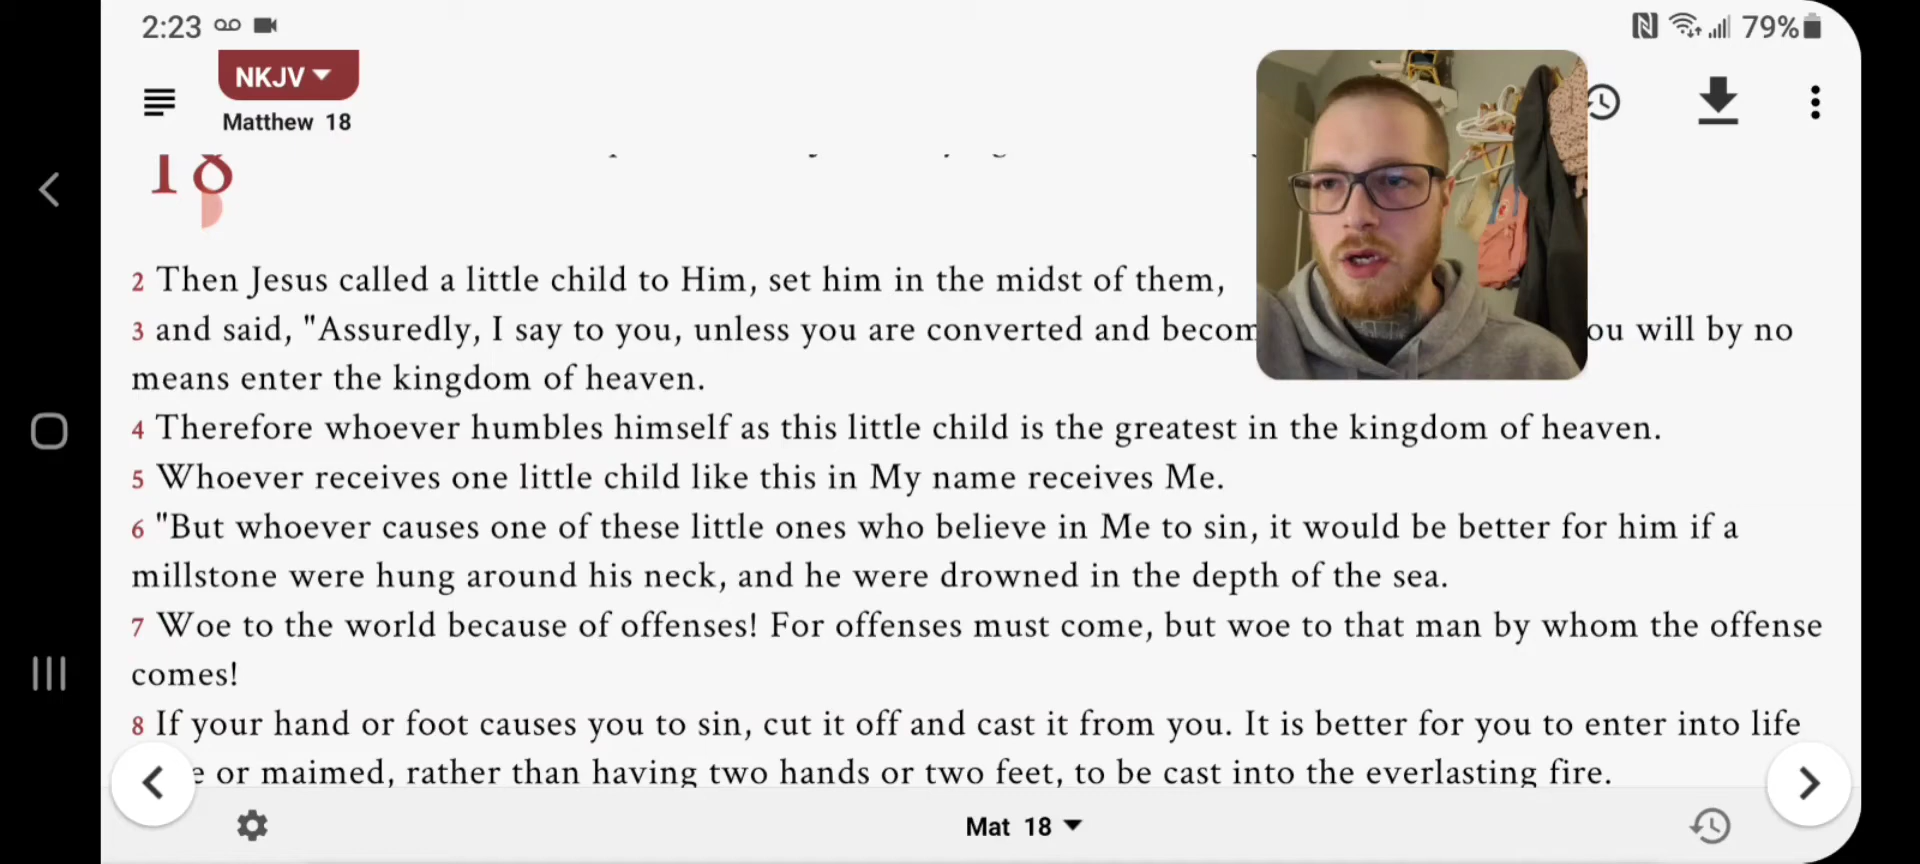 2:23
79%
NKJV
Matthew 18
18
2 Then Jesus called a little child to Him, set him in the midst of them,
3 and said, "Assuredly, I say to you, unless you are converted and will by no
means enter the kingdom of heaven.
4 Therefore whoever humbles himself as this little child is the greatest in the kingdom of heaven.
5 Whoever receives one little child like this in My name receives Me.
6 "But whoever causes one of these little ones who believe in Me to sin, it would be better for him if a
millstone were hung around his neck, and he were drowned in the depth of the sea.
7 Woe to the world because of offenses! For offenses must come, but woe to that man by whom the offense
comes!
8 If your hand or foot causes you to sin, cut it off and cast it from you. It is better for you to enter into life
or maimed, rather than having two hands or two feet, to be cast into the everlasting fire.
Mat 18